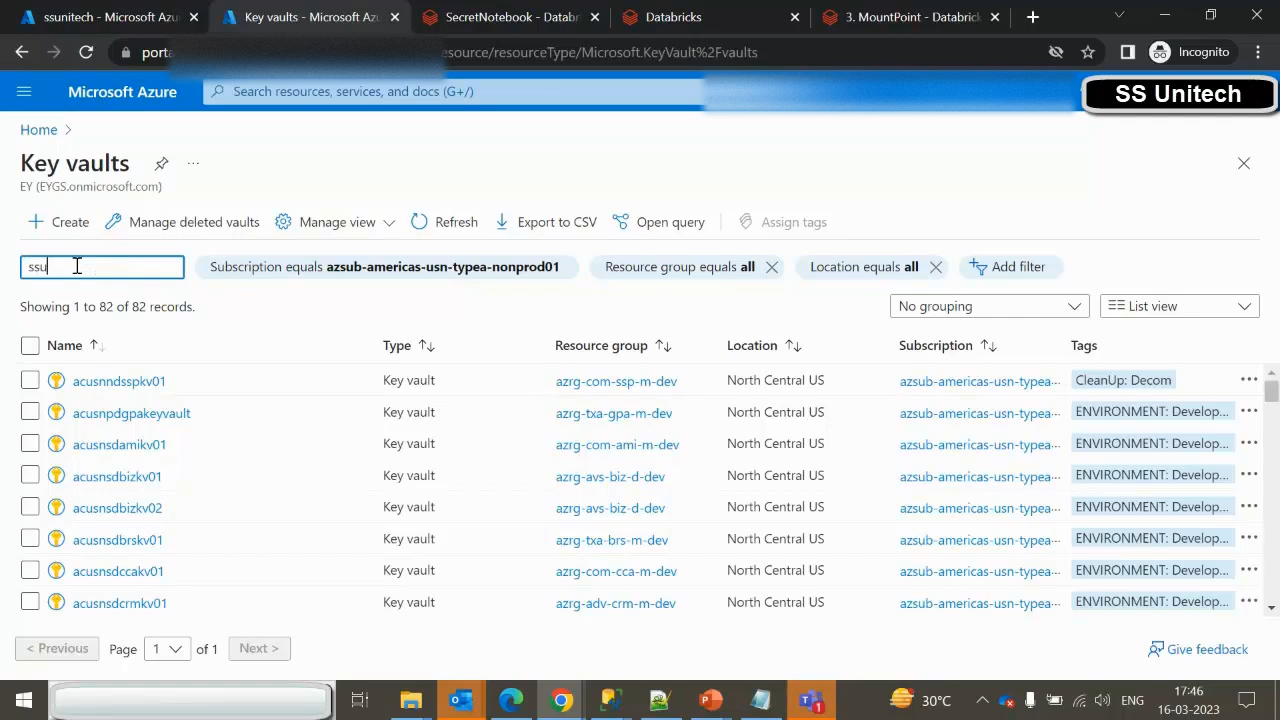 ssunitech - Microsoft Az
Key vaults - Microsoft Azu
SecretNotebook - Databri
Databricks
3. MountPoint - Databrick
porta
esource/resourceType/Microsoft.KeyVault%2Fvaults
Incognito
Microsoft Azure
Search resources, services, and docs (G+/)
SS Unitech
Home
Key vaults
EY (EYGS.onmicrosoft.com)
Create
Manage deleted vaults
Manage view
Refresh
Export to CSV
Open query
Assign tags
ssu
Subscription equals azsub-americas-usn-typea-nonprod01
Resource group equals all
Location equals all
Add filter
Showing 1 to 82 of 82 records.
No grouping
List view
Name Type Resource group Location Subscription Tags
acusnndsspkv01 Key vault azrg-com-ssp-m-dev North Central US azsub-americas-usn-typea-... CleanUp: Decom
acusnpdgpakeyvault Key vault azrg-txa-gpa-m-dev North Central US azsub-americas-usn-typea-... ENVIRONMENT: Develop...
acusnsdamikv01 Key vault azrg-com-ami-m-dev North Central US azsub-americas-usn-typea-... ENVIRONMENT: Develop...
acusnsdbizkv01 Key vault azrg-avs-biz-d-dev North Central US azsub-americas-usn-typea-... ENVIRONMENT: Develop...
acusnsdbizkv02 Key vault azrg-avs-biz-d-dev North Central US azsub-americas-usn-typea-... ENVIRONMENT: Develop...
acusnsdbrskv01 Key vault azrg-txa-brs-m-dev North Central US azsub-americas-usn-typea-... ENVIRONMENT: Develop...
acusnsdccakv01 Key vault azrg-com-cca-m-dev North Central US azsub-americas-usn-typea-... ENVIRONMENT: Develop...
acusnsdcrmkv01 Key vault azrg-adv-crm-m-dev North Central US azsub-americas-usn-typea-... ENVIRONMENT: Develop...
< Previous
Page 1 of 1
Next >
Give feedback
30°C
ENG
17:46
16-03-2023